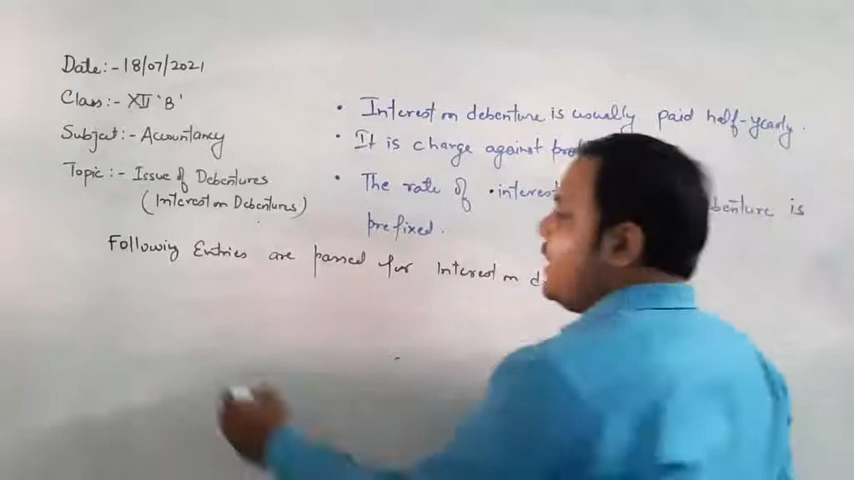 Date:- 18/07/2021
Class:- XII 'B'
Subject:- Accountancy
Topic:- Issue of Debentures
(Interest on Debentures)
• Interest on debenture is usually paid half-yearly.
• It is charge against
• The rate of interest is
prefixed.
Following Entries are passed for Interest on